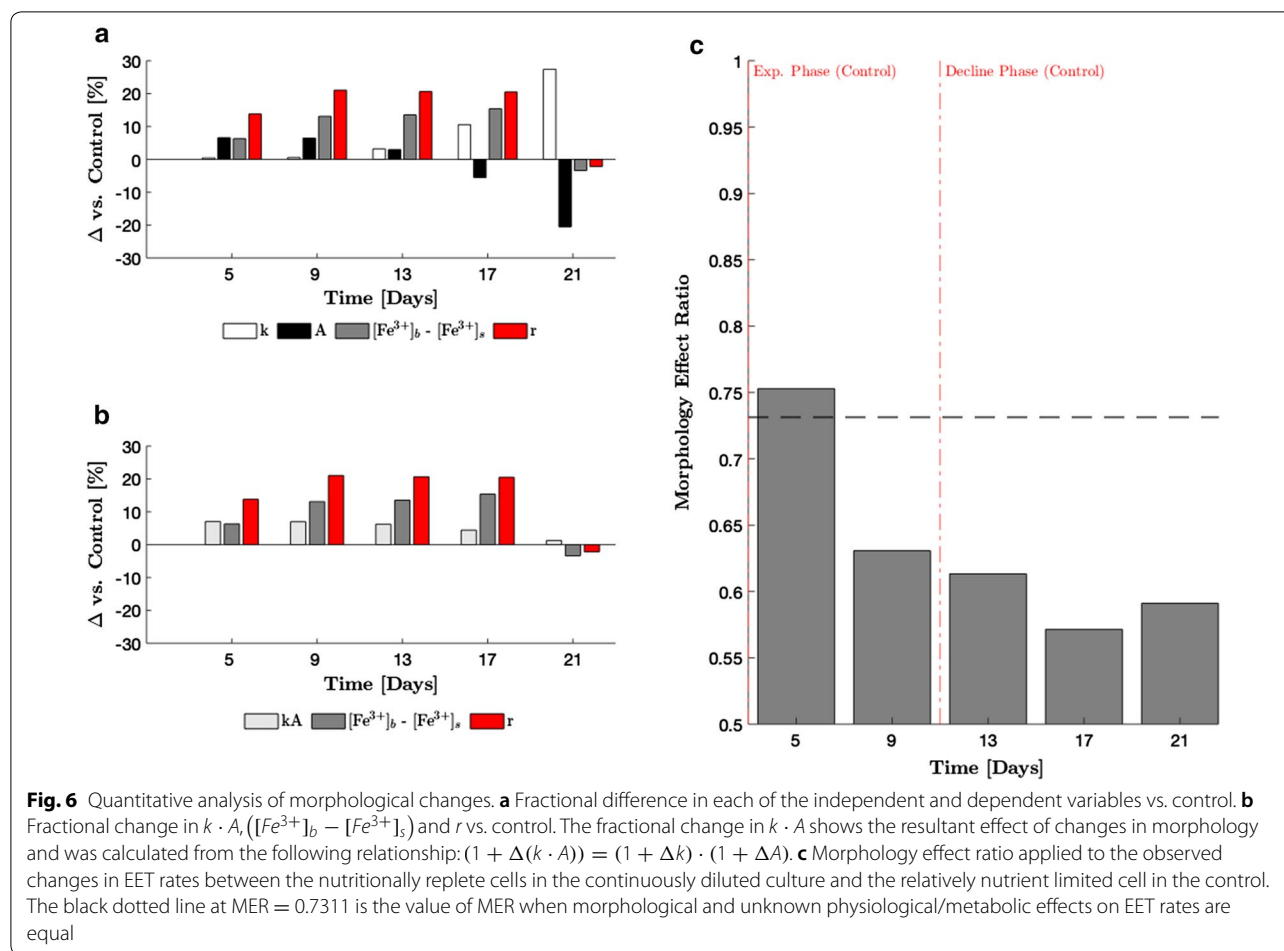 a
30
20
10
0
-10
-20
-30
Δ vs. Control [%]
5 9 13 17 21
Time [Days]
k A [Fe³⁺]b - [Fe³⁺]s r
b
30
20
10
0
-10
-20
-30
Δ vs. Control [%]
5 9 13 17 21
Time [Days]
kA [Fe³⁺]b - [Fe³⁺]s r
c
Exp. Phase (Control) Decline Phase (Control)
1
0.95
0.9
0.85
0.8
0.75
0.7
0.65
0.6
0.55
0.5
Morphology Effect Ratio
5 9 13 17 21
Time [Days]
Fig. 6 Quantitative analysis of morphological changes. a Fractional difference in each of the independent and dependent variables vs. control. b
Fractional change in k · A, ([Fe³⁺]b − [Fe³⁺]s) and r vs. control. The fractional change in k · A shows the resultant effect of changes in morphology
and was calculated from the following relationship: (1 + Δ(k · A)) = (1 + Δk) · (1 + ΔA). c Morphology effect ratio applied to the observed
changes in EET rates between the nutritionally replete cells in the continuously diluted culture and the relatively nutrient limited cell in the control.
The black dotted line at MER = 0.7311 is the value of MER when morphological and unknown physiological/metabolic effects on EET rates are
equal